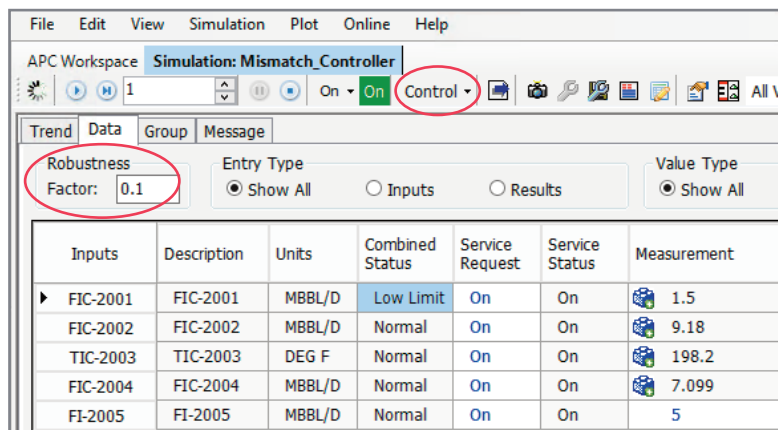 File Edit View Simulation Plot Online Help
APC Workspace Simulation: Mismatch_Controller
1 On On Control All V
Trend Data Group Message
Robustness Entry Type Value Type
Factor: 0.1 Show All Inputs Results Show All
Inputs Description Units Combined Status Service Request Service Status Measurement
FIC-2001 FIC-2001 MBBL/D Low Limit On On 1.5
FIC-2002 FIC-2002 MBBL/D Normal On On 9.18
TIC-2003 TIC-2003 DEG F Normal On On 198.2
FIC-2004 FIC-2004 MBBL/D Normal On On 7.099
FI-2005 FI-2005 MBBL/D Normal On On 5